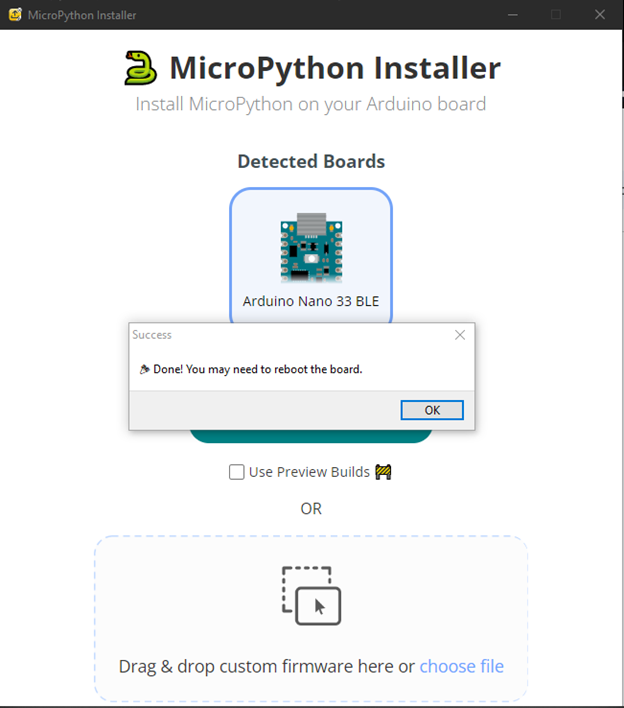 MicroPython Installer
MicroPython Installer
Install MicroPython on your Arduino board
Detected Boards
Arduino Nano 33 BLE
Success
Done! You may need to reboot the board.
OK
Use Preview Builds
OR
Drag & drop custom firmware here or choose file